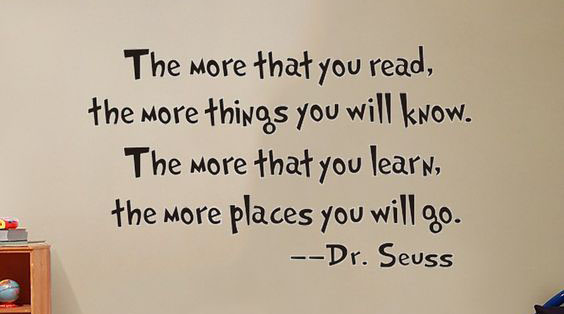 The more that you read,
the more things you will know.
The more that you learn,
the more places you will go.
--Dr. Seuss